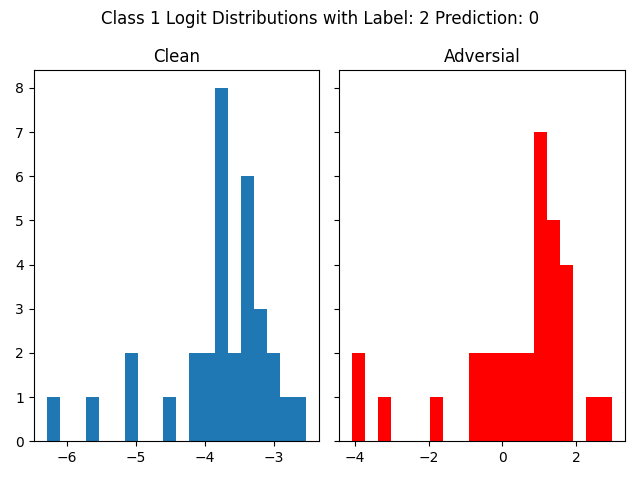 Class 1 Logit Distributions with Label: 2 Prediction: 0
Clean
Adversial
8
7
6
5
4
3
2
1
0
−6 −5 −4 −3
−4 −2 0 2